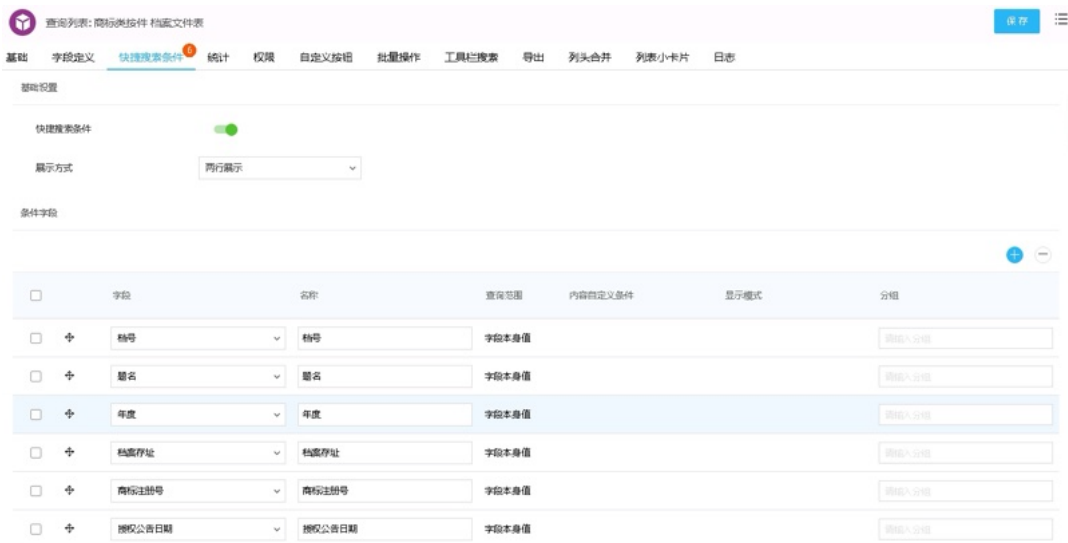 查询列表: 商标类按件 档案文件表
保存
基础 字段定义 快捷搜索条件 6 统计 权限 自定义按钮 批量操作 工具栏搜索 导出 列头合并 列表小卡片 日志
基础设置
快捷搜索条件
展示方式 两行展示
条件字段
字段 名称 查询范围 内容自定义条件 显示模式 分组
档号 档号 字段本身值 请输入分组
题名 题名 字段本身值 请输入分组
年度 年度 字段本身值 请输入分组
档案存址 档案存址 字段本身值 请输入分组
商标注册号 商标注册号 字段本身值 请输入分组
授权公告日期 授权公告日期 字段本身值 请输入分组